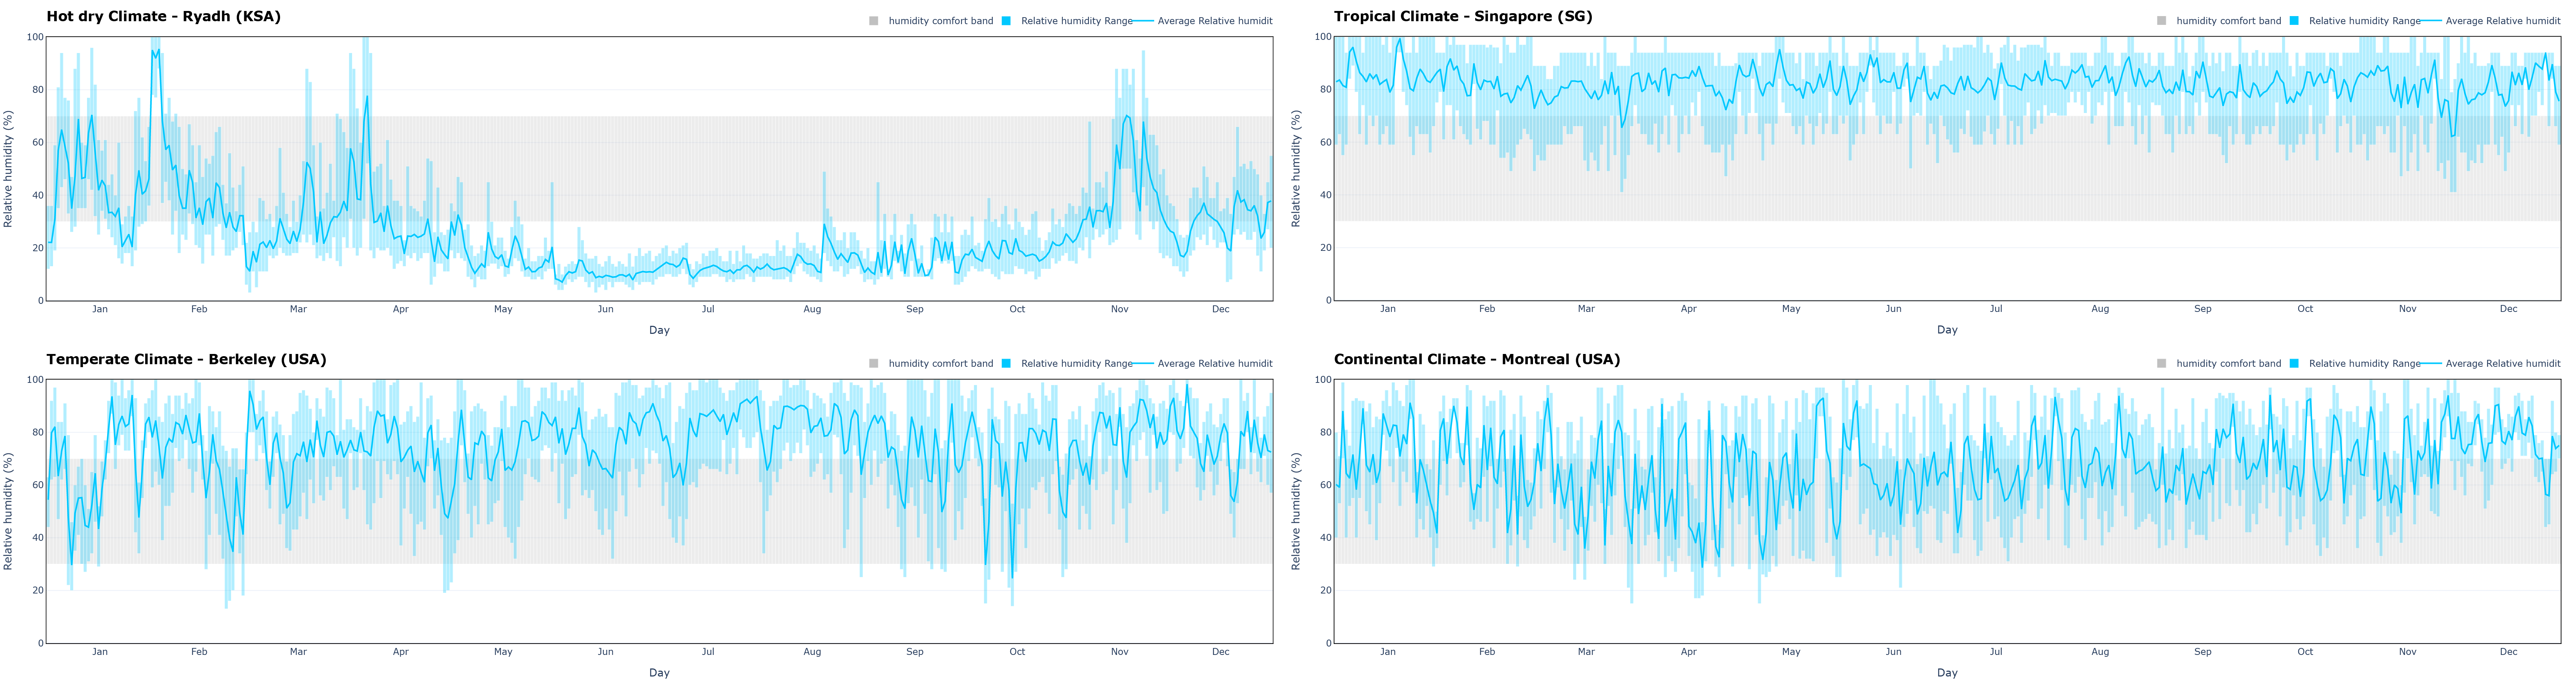 Hot dry Climate - Ryadh (KSA)
humidity comfort band Relative humidity Range Average Relative humidit
100
80
60
40
20
0
Relative humidity (%)
Jan Feb Mar Apr May Jun Jul Aug Sep Oct Nov Dec
Day
Tropical Climate - Singapore (SG)
humidity comfort band Relative humidity Range Average Relative humidit
100
80
60
40
20
0
Relative humidity (%)
Jan Feb Mar Apr May Jun Jul Aug Sep Oct Nov Dec
Day
Temperate Climate - Berkeley (USA)
humidity comfort band Relative humidity Range Average Relative humidit
100
80
60
40
20
0
Relative humidity (%)
Jan Feb Mar Apr May Jun Jul Aug Sep Oct Nov Dec
Day
Continental Climate - Montreal (USA)
humidity comfort band Relative humidity Range Average Relative humidit
100
80
60
40
20
0
Relative humidity (%)
Jan Feb Mar Apr May Jun Jul Aug Sep Oct Nov Dec
Day